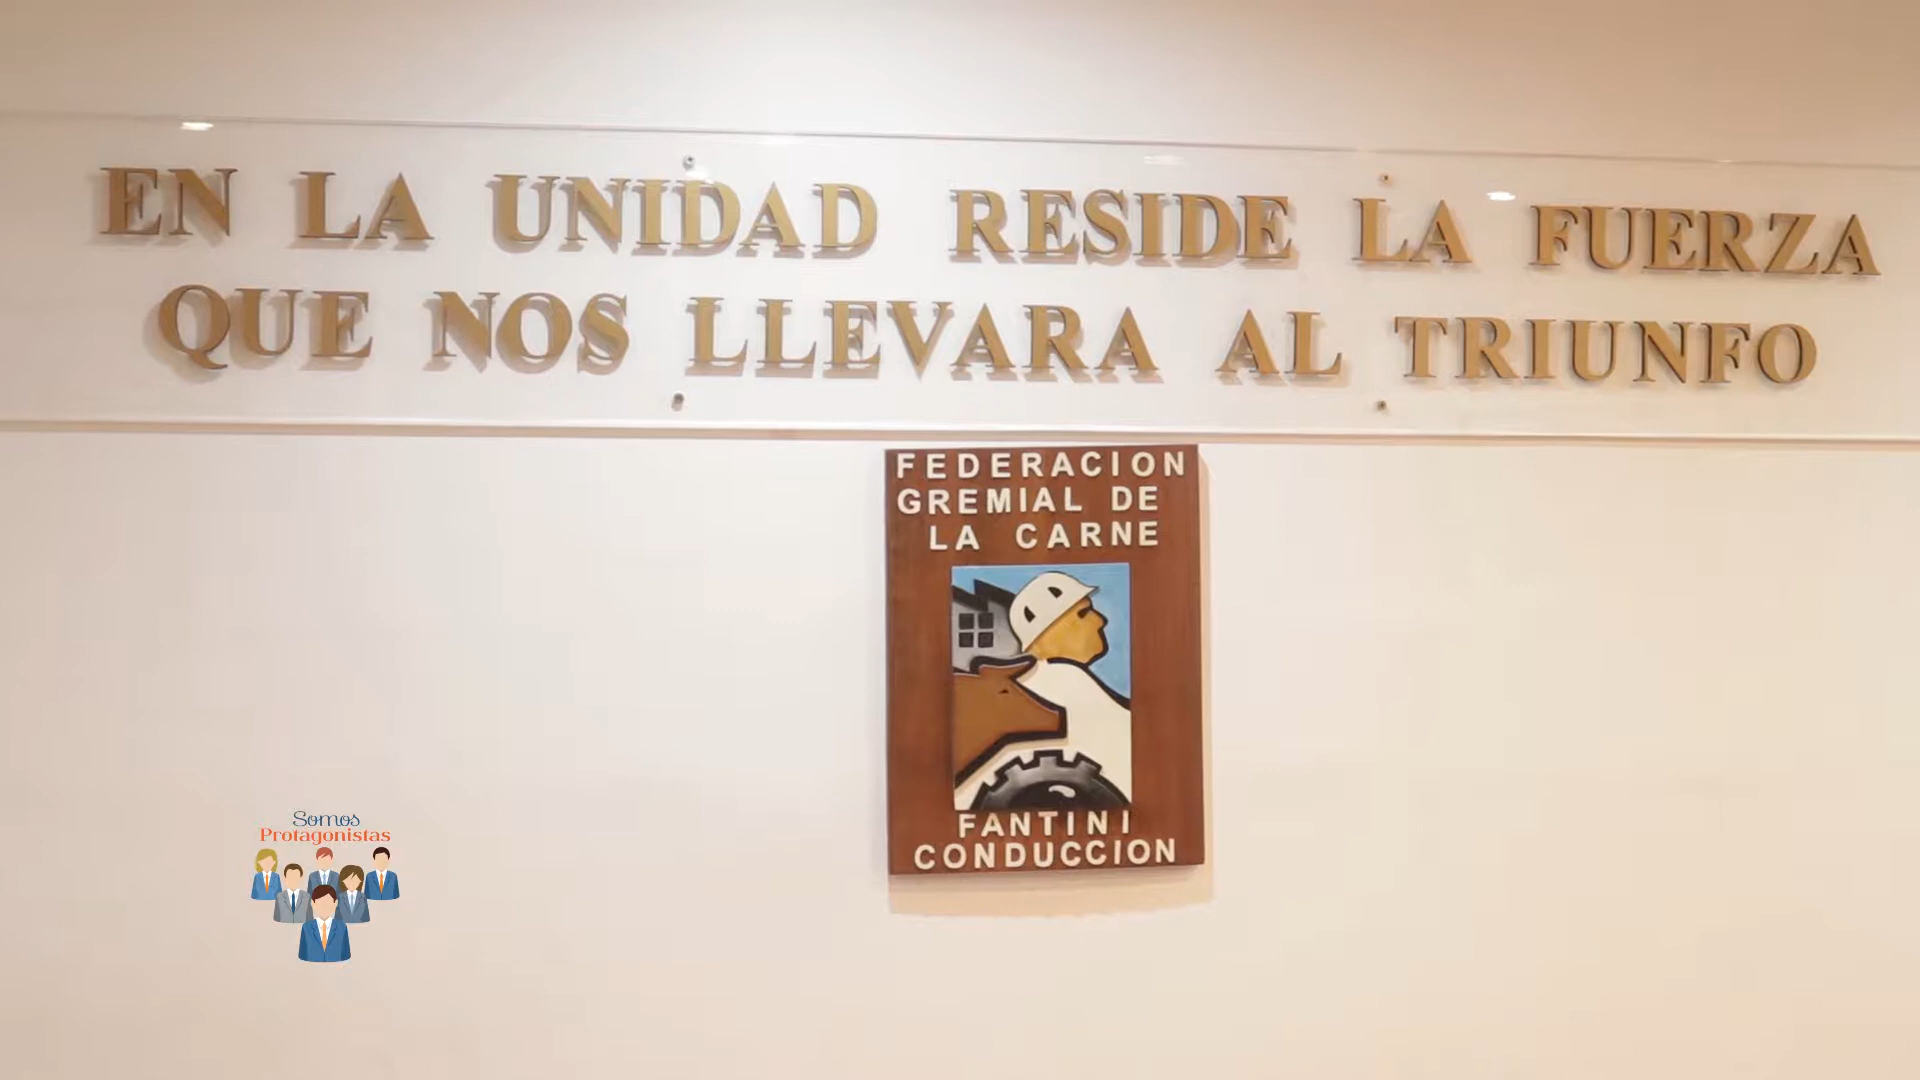 EN LA UNIDAD RESIDE LA FUERZA
QUE NOS LLEVARA AL TRIUNFO
FEDERACION
GREMIAL DE
LA CARNE
FANTINI
CONDUCCION
Somos
Protagonistas